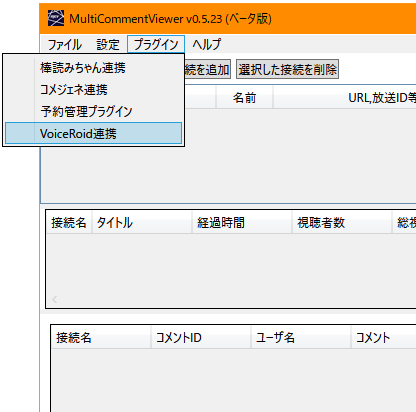 MultiCommentViewer v0.5.23 (ベータ版)
ファイル 設定 プラグイン ヘルプ
棒読みちゃん連携
コメジェネ連携
予約管理プラグイン
VoiceRoid連携
続を追加 選択した接続を削除
名前 URL,放送ID等
接続名 タイトル 経過時間 視聴者数 総視
接続名 コメントID ユーザ名 コメント